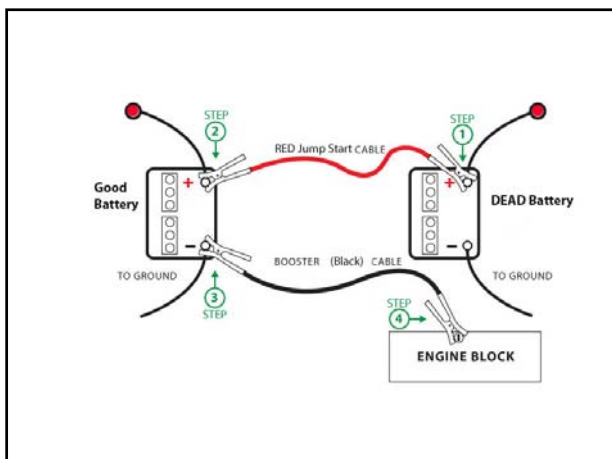 STEP
2
STEP
1
RED Jump Start CABLE
Good
Battery
+
+
DEAD Battery
−
−
TO GROUND
BOOSTER (Black) CABLE
TO GROUND
3
STEP
STEP
4
ENGINE BLOCK